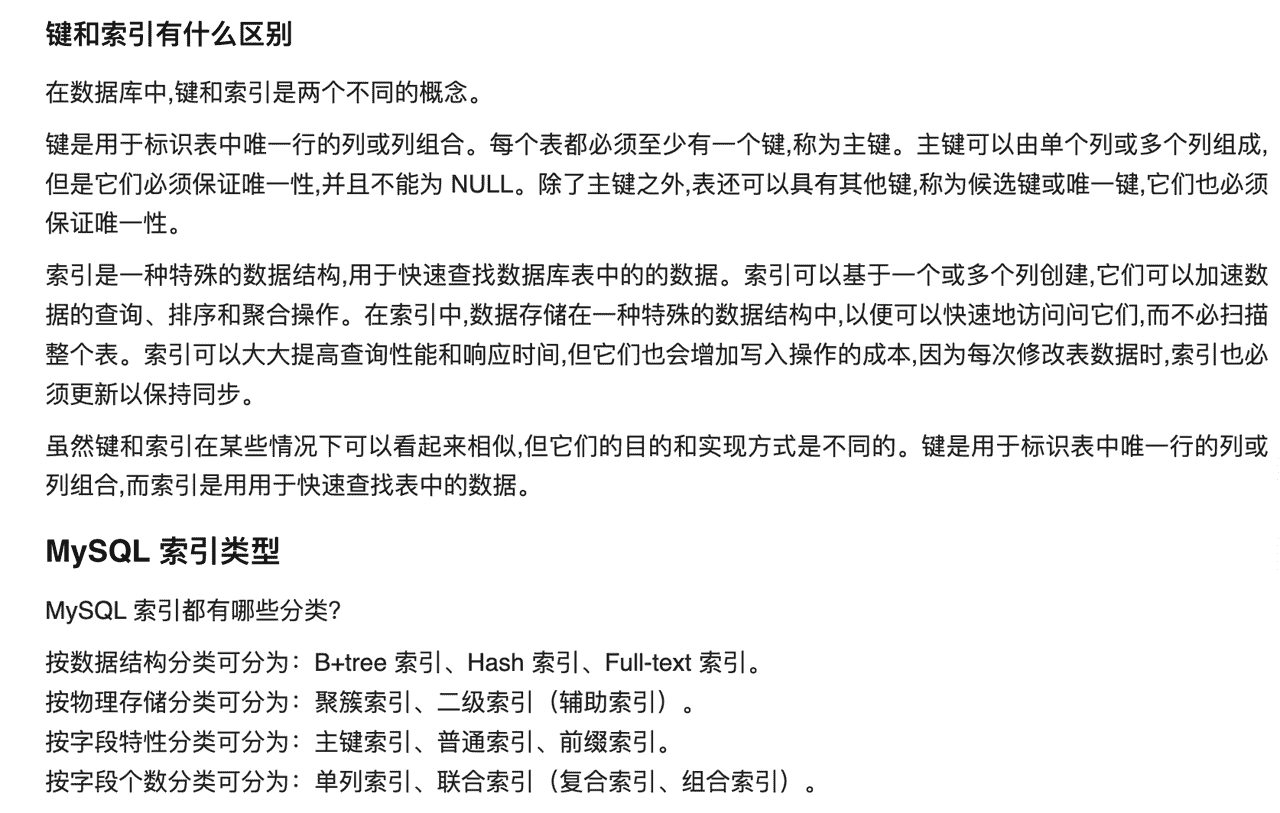 键和索引有什么区别
在数据库中,键和索引是两个不同的概念。
键是用于标识表中唯一行的列或列组合。每个表都必须至少有一个键,称为主键。主键可以由单个列或多个列组成,
但是它们必须保证唯一性,并且不能为 NULL。除了主键之外,表还可以具有其他键,称为候选键或唯一键,它们也必须
保证唯一性。
索引是一种特殊的数据结构,用于快速查找数据库表中的的数据。索引可以基于一个或多个列创建,它们可以加速数
据的查询、排序和聚合操作。在索引中,数据存储在一种特殊的数据结构中,以便可以快速地访问问它们,而不必扫描
整个表。索引可以大大提高查询性能和响应时间,但它们也会增加写入操作的成本,因为每次修改表数据时,索引也必
须更新以保持同步。
虽然键和索引在某些情况下可以看起来相似,但它们的目的和实现方式是不同的。键是用于标识表中唯一行的列或
列组合,而索引是用用于快速查找表中的数据。
MySQL 索引类型
MySQL 索引都有哪些分类?
按数据结构分类可分为：B+tree 索引、Hash 索引、Full-text 索引。
按物理存储分类可分为：聚簇索引、二级索引（辅助索引）。
按字段特性分类可分为：主键索引、普通索引、前缀索引。
按字段个数分类可分为：单列索引、联合索引（复合索引、组合索引）。